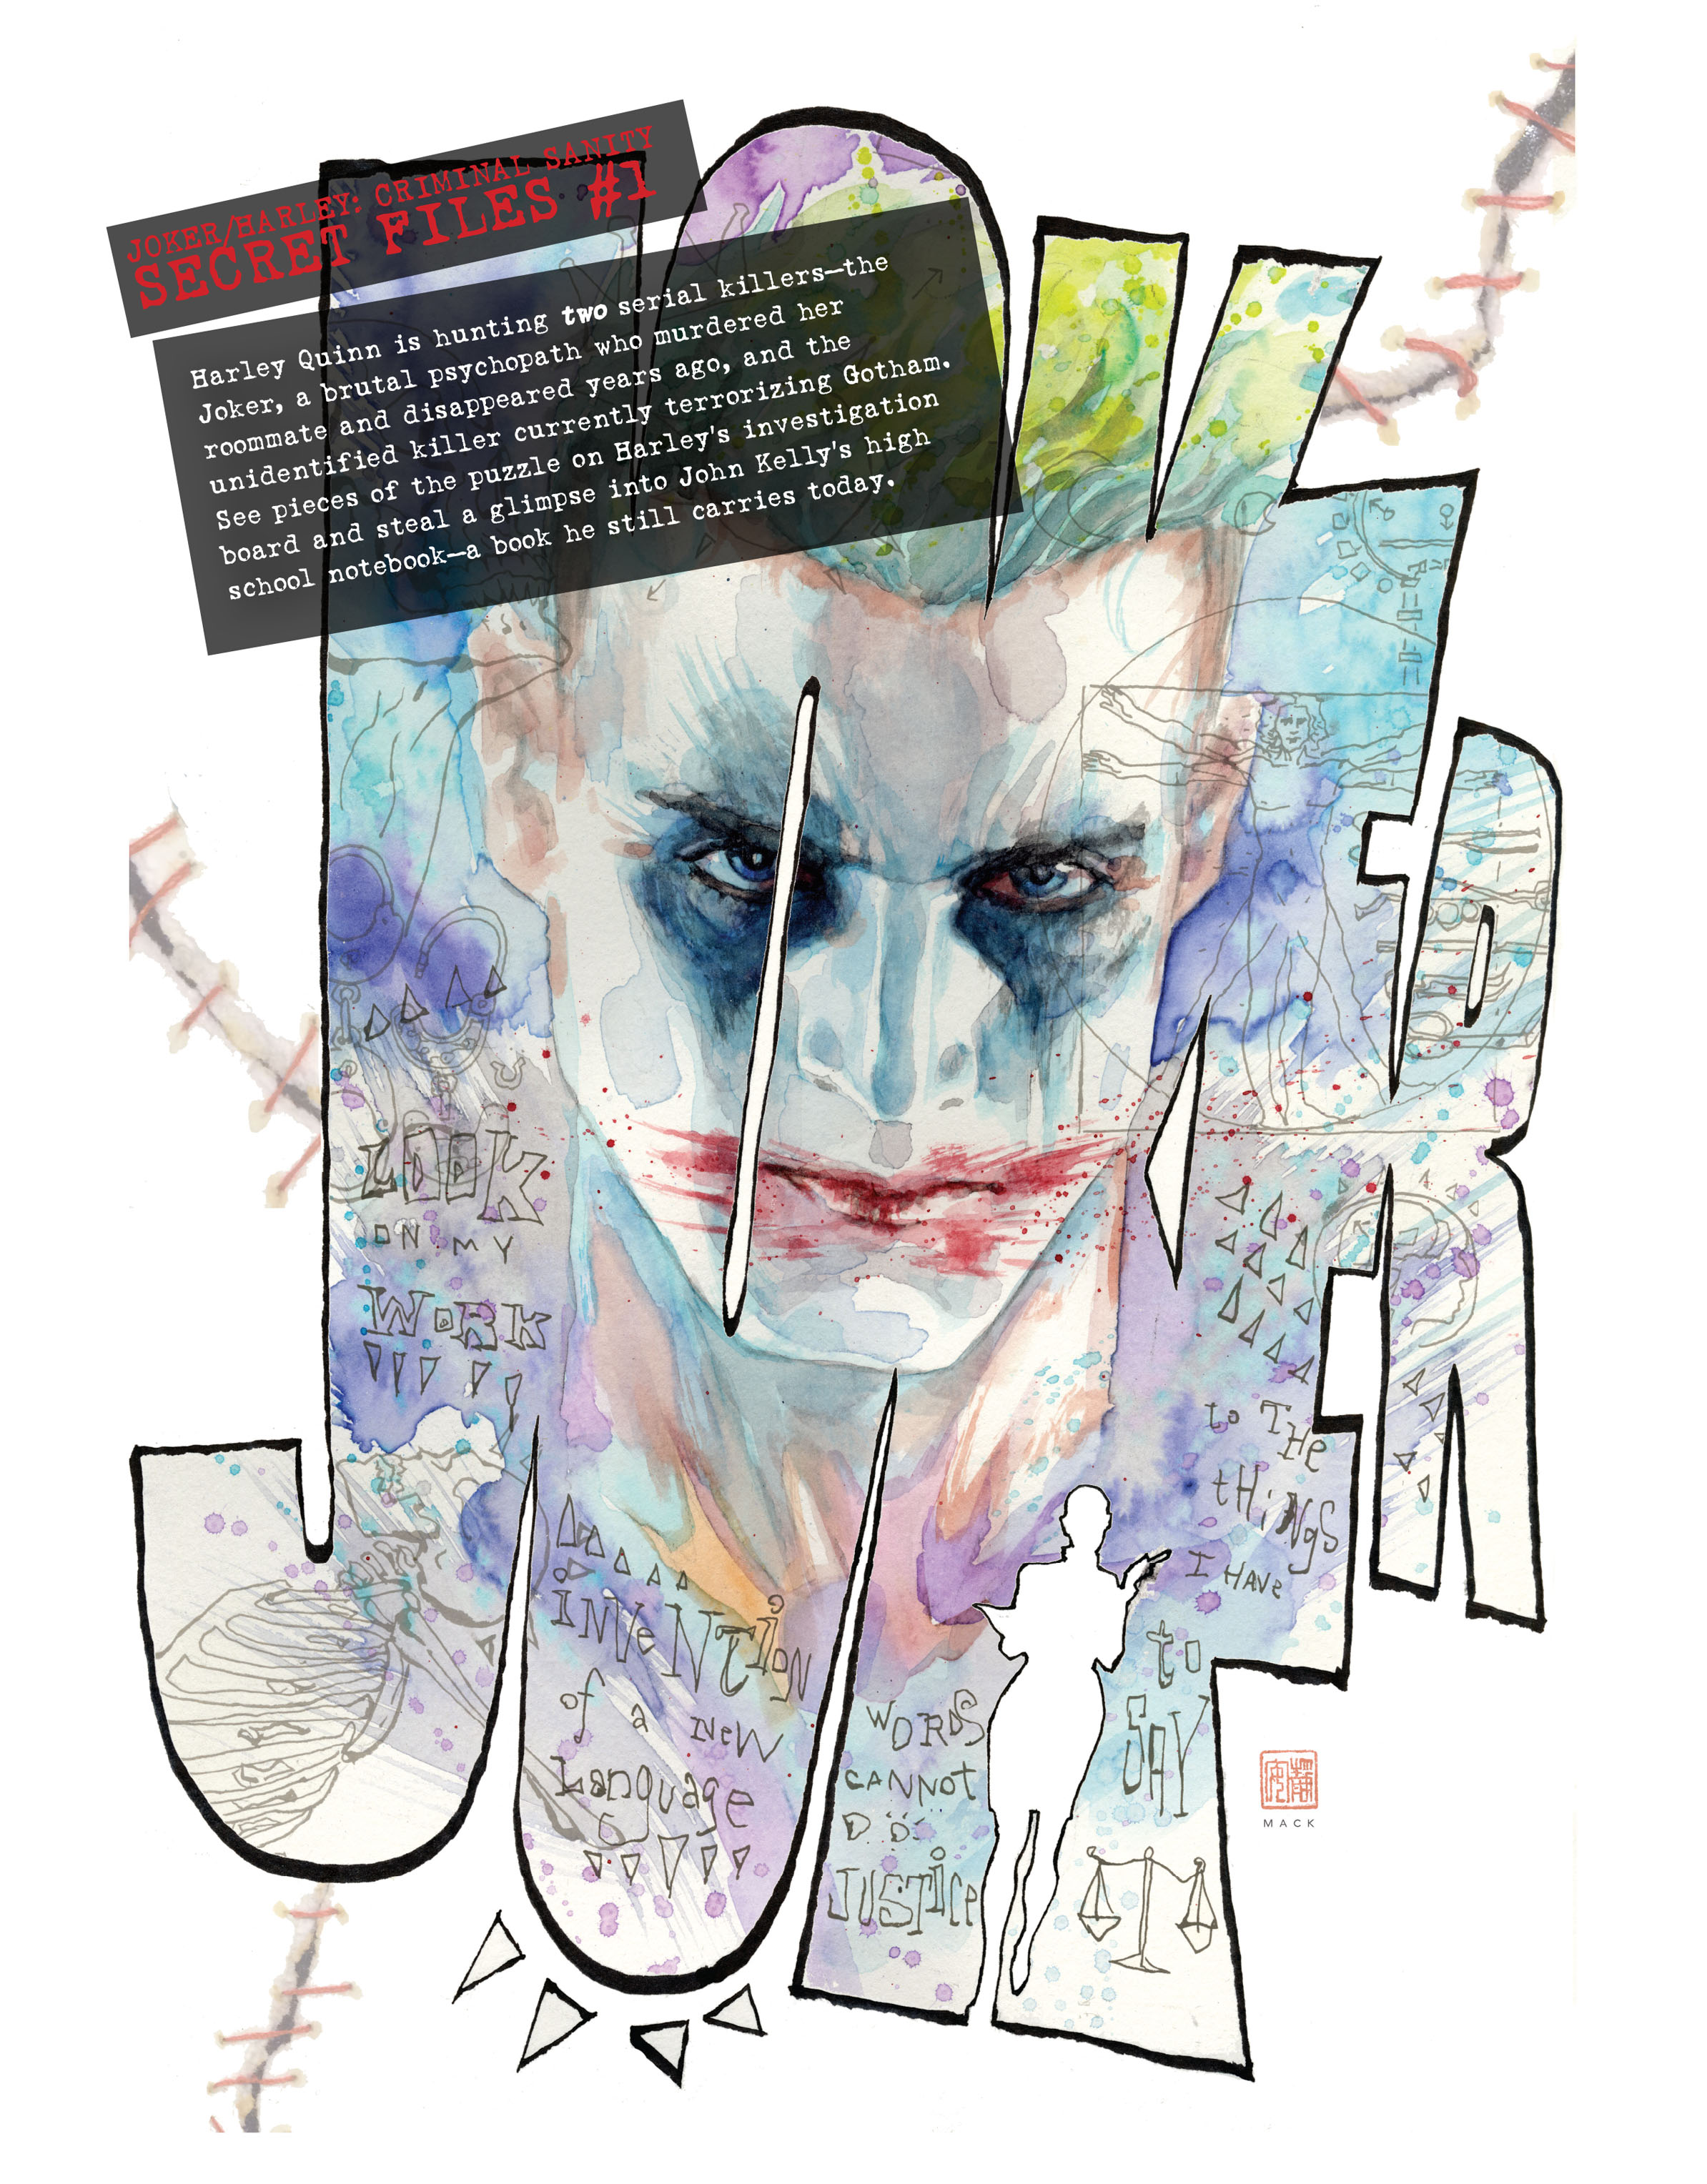 JOKER/HARLEY: CRIMINAL SANITY
SECRET FILES #1
Harley Quinn is hunting two serial killers—the
Joker, a brutal psychopath who murdered her
roommate and disappeared years ago, and the
unidentified killer currently terrorizing Gotham.
See pieces of the puzzle on Harley's investigation
board and steal a glimpse into John Kelly's high
school notebook—a book he still carries today.
JOKER
LOOK
ON MY
WORK
iNVeNTioN
of a New
Language
WORDS
CANNOT
DO
JUSTice
to THe
tHiNgS
I HAVe
to
SAY
MACK